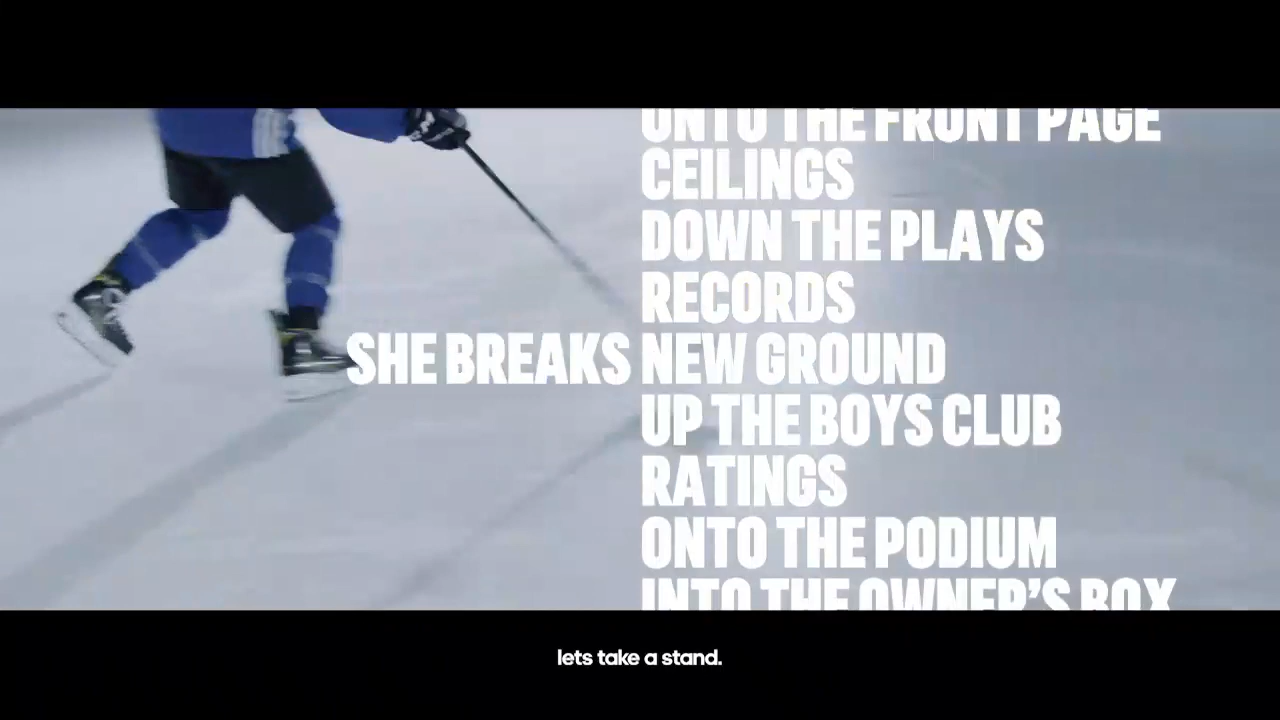 ONTO THE FRONT PAGE
CEILINGS
DOWN THE PLAYS
RECORDS
SHE BREAKS NEW GROUND
UP THE BOYS CLUB
RATINGS
ONTO THE PODIUM
INTO THE OWNER'S BOX
lets take a stand.